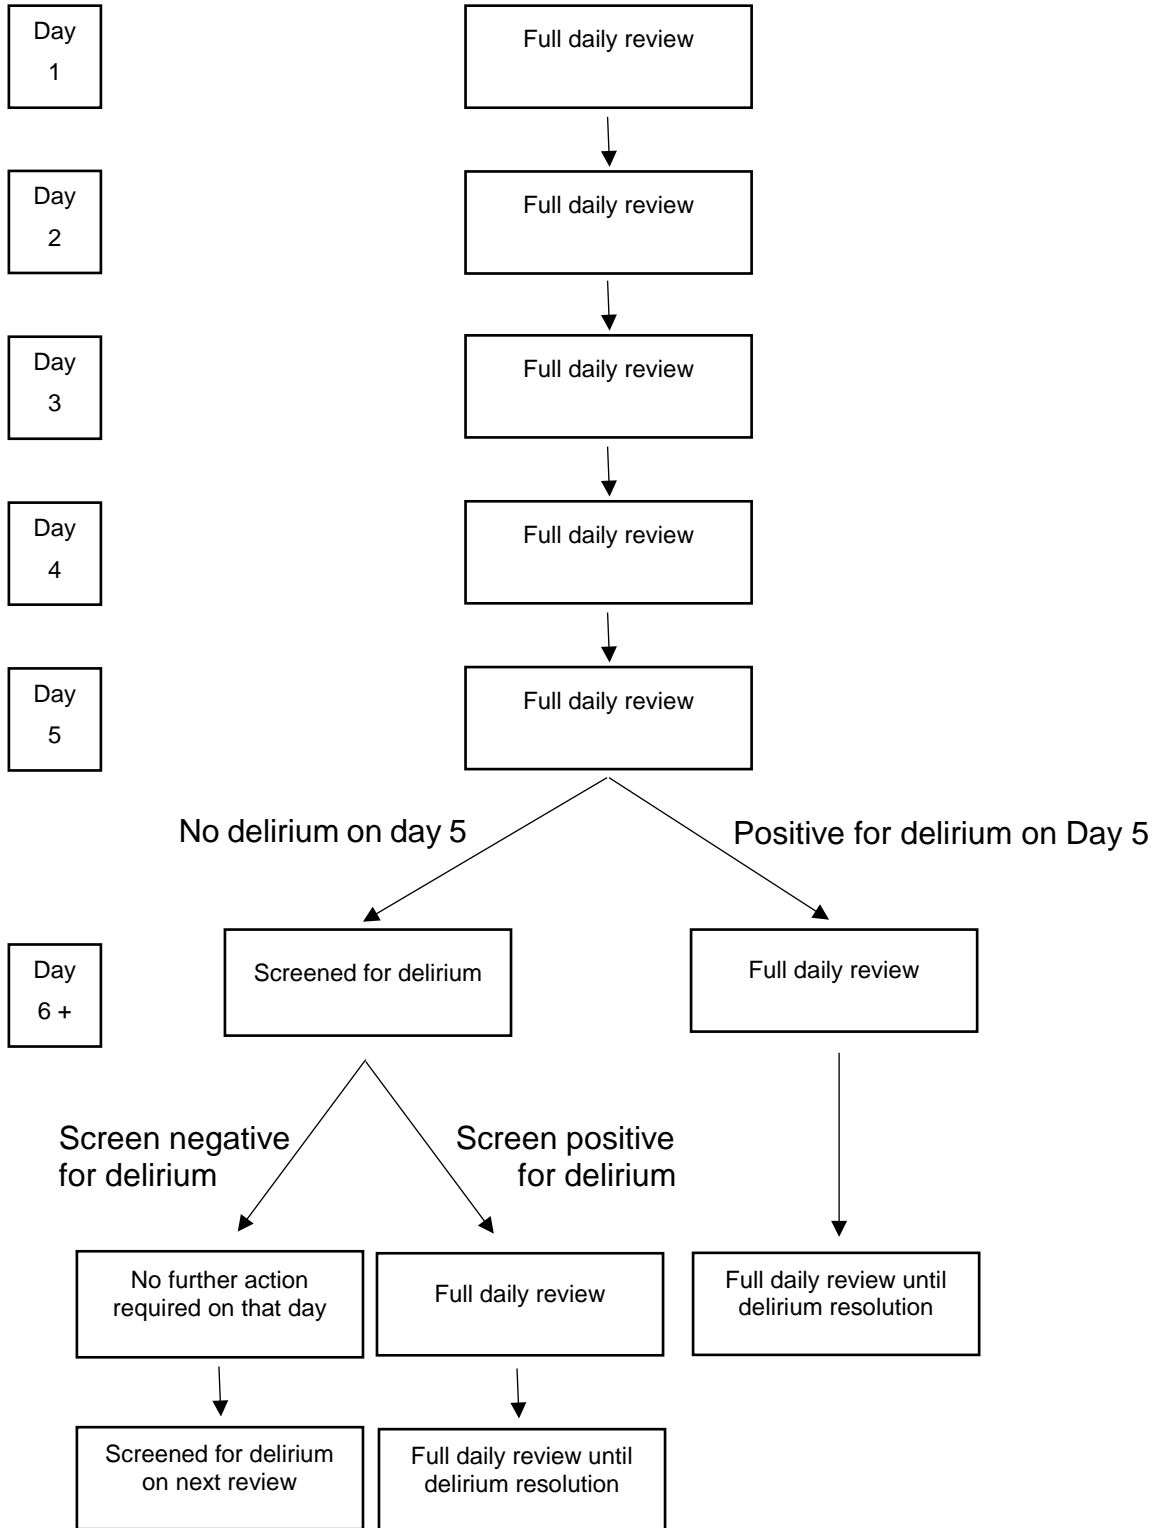 Day
1
Full daily review
Day
2
Full daily review
Day
3
Full daily review
Day
4
Full daily review
Day
5
Full daily review
No delirium on day 5
Positive for delirium on Day 5
Day
6 +
Screened for delirium
Full daily review
Screen negative
for delirium
Screen positive
for delirium
No further action
required on that day
Full daily review
Full daily review until
delirium resolution
Screened for delirium
on next review
Full daily review until
delirium resolution